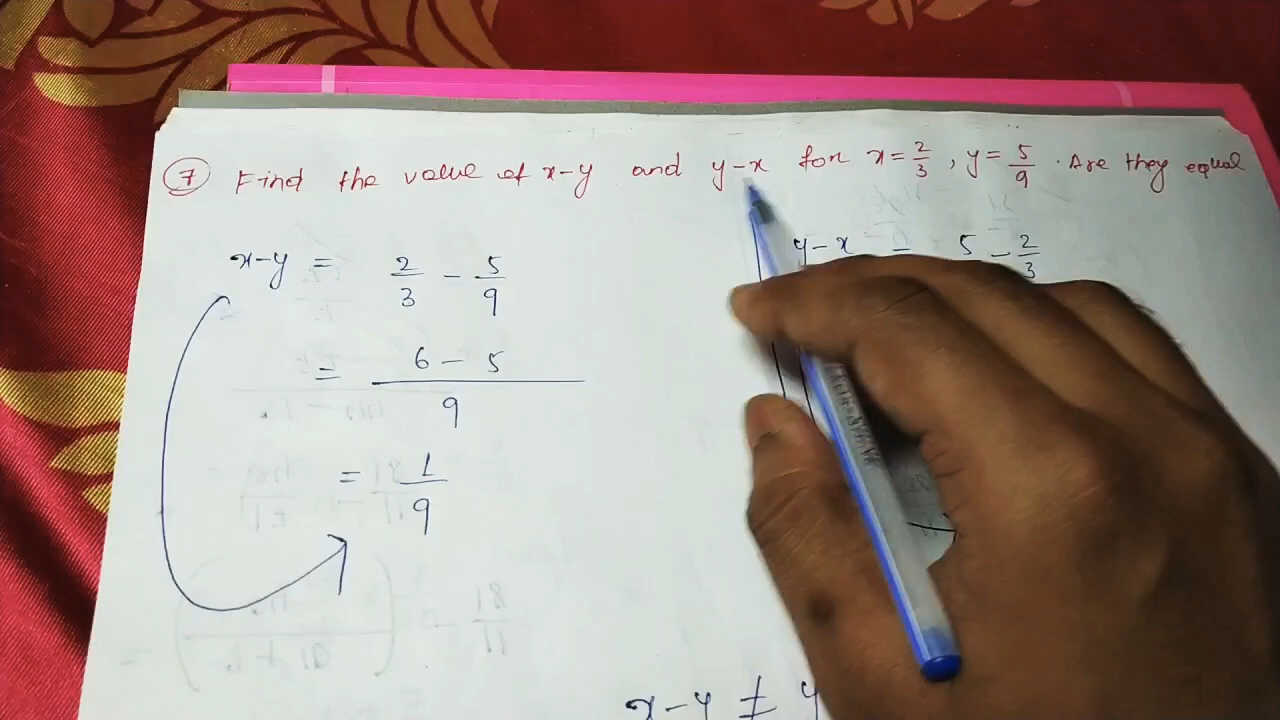 7 Find the value of x-y and y-x for x = 2/3, y = 5/9. Are they equal
x-y = 2/3 - 5/9
= 6-5/9
= 1/9
y-x = 5 - 2/3
x-y ≠ y